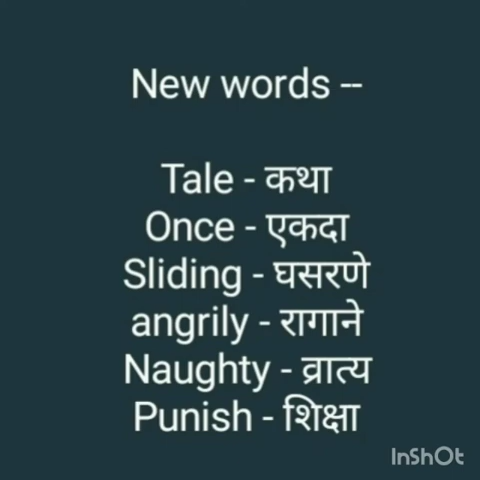 New words --
Tale - कथा
Once - एकदा
Sliding - घसरणे
angrily - रागाने
Naughty - व्रात्य
Punish - शिक्षा
InShOt